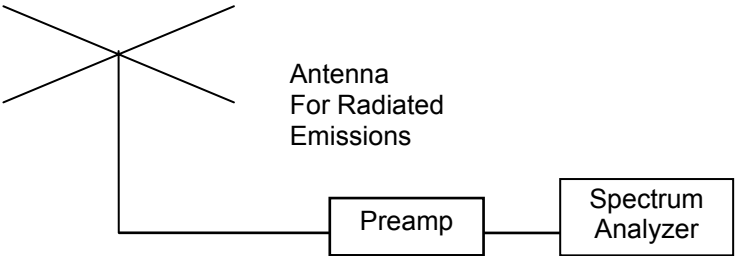 Antenna
For Radiated
Emissions
Preamp
Spectrum
Analyzer